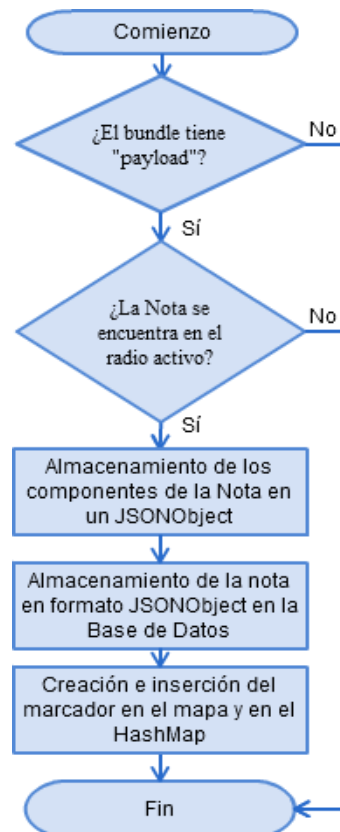 Comienzo
¿El bundle tiene
"payload"?
No
Sí
¿La Nota se
encuentra en el
radio activo?
No
Sí
Almacenamiento de los
componentes de la Nota en
un JSONObject
Almacenamiento de la nota
en formato JSONObject en la
Base de Datos
Creación e inserción del
marcador en el mapa y en el
HashMap
Fin